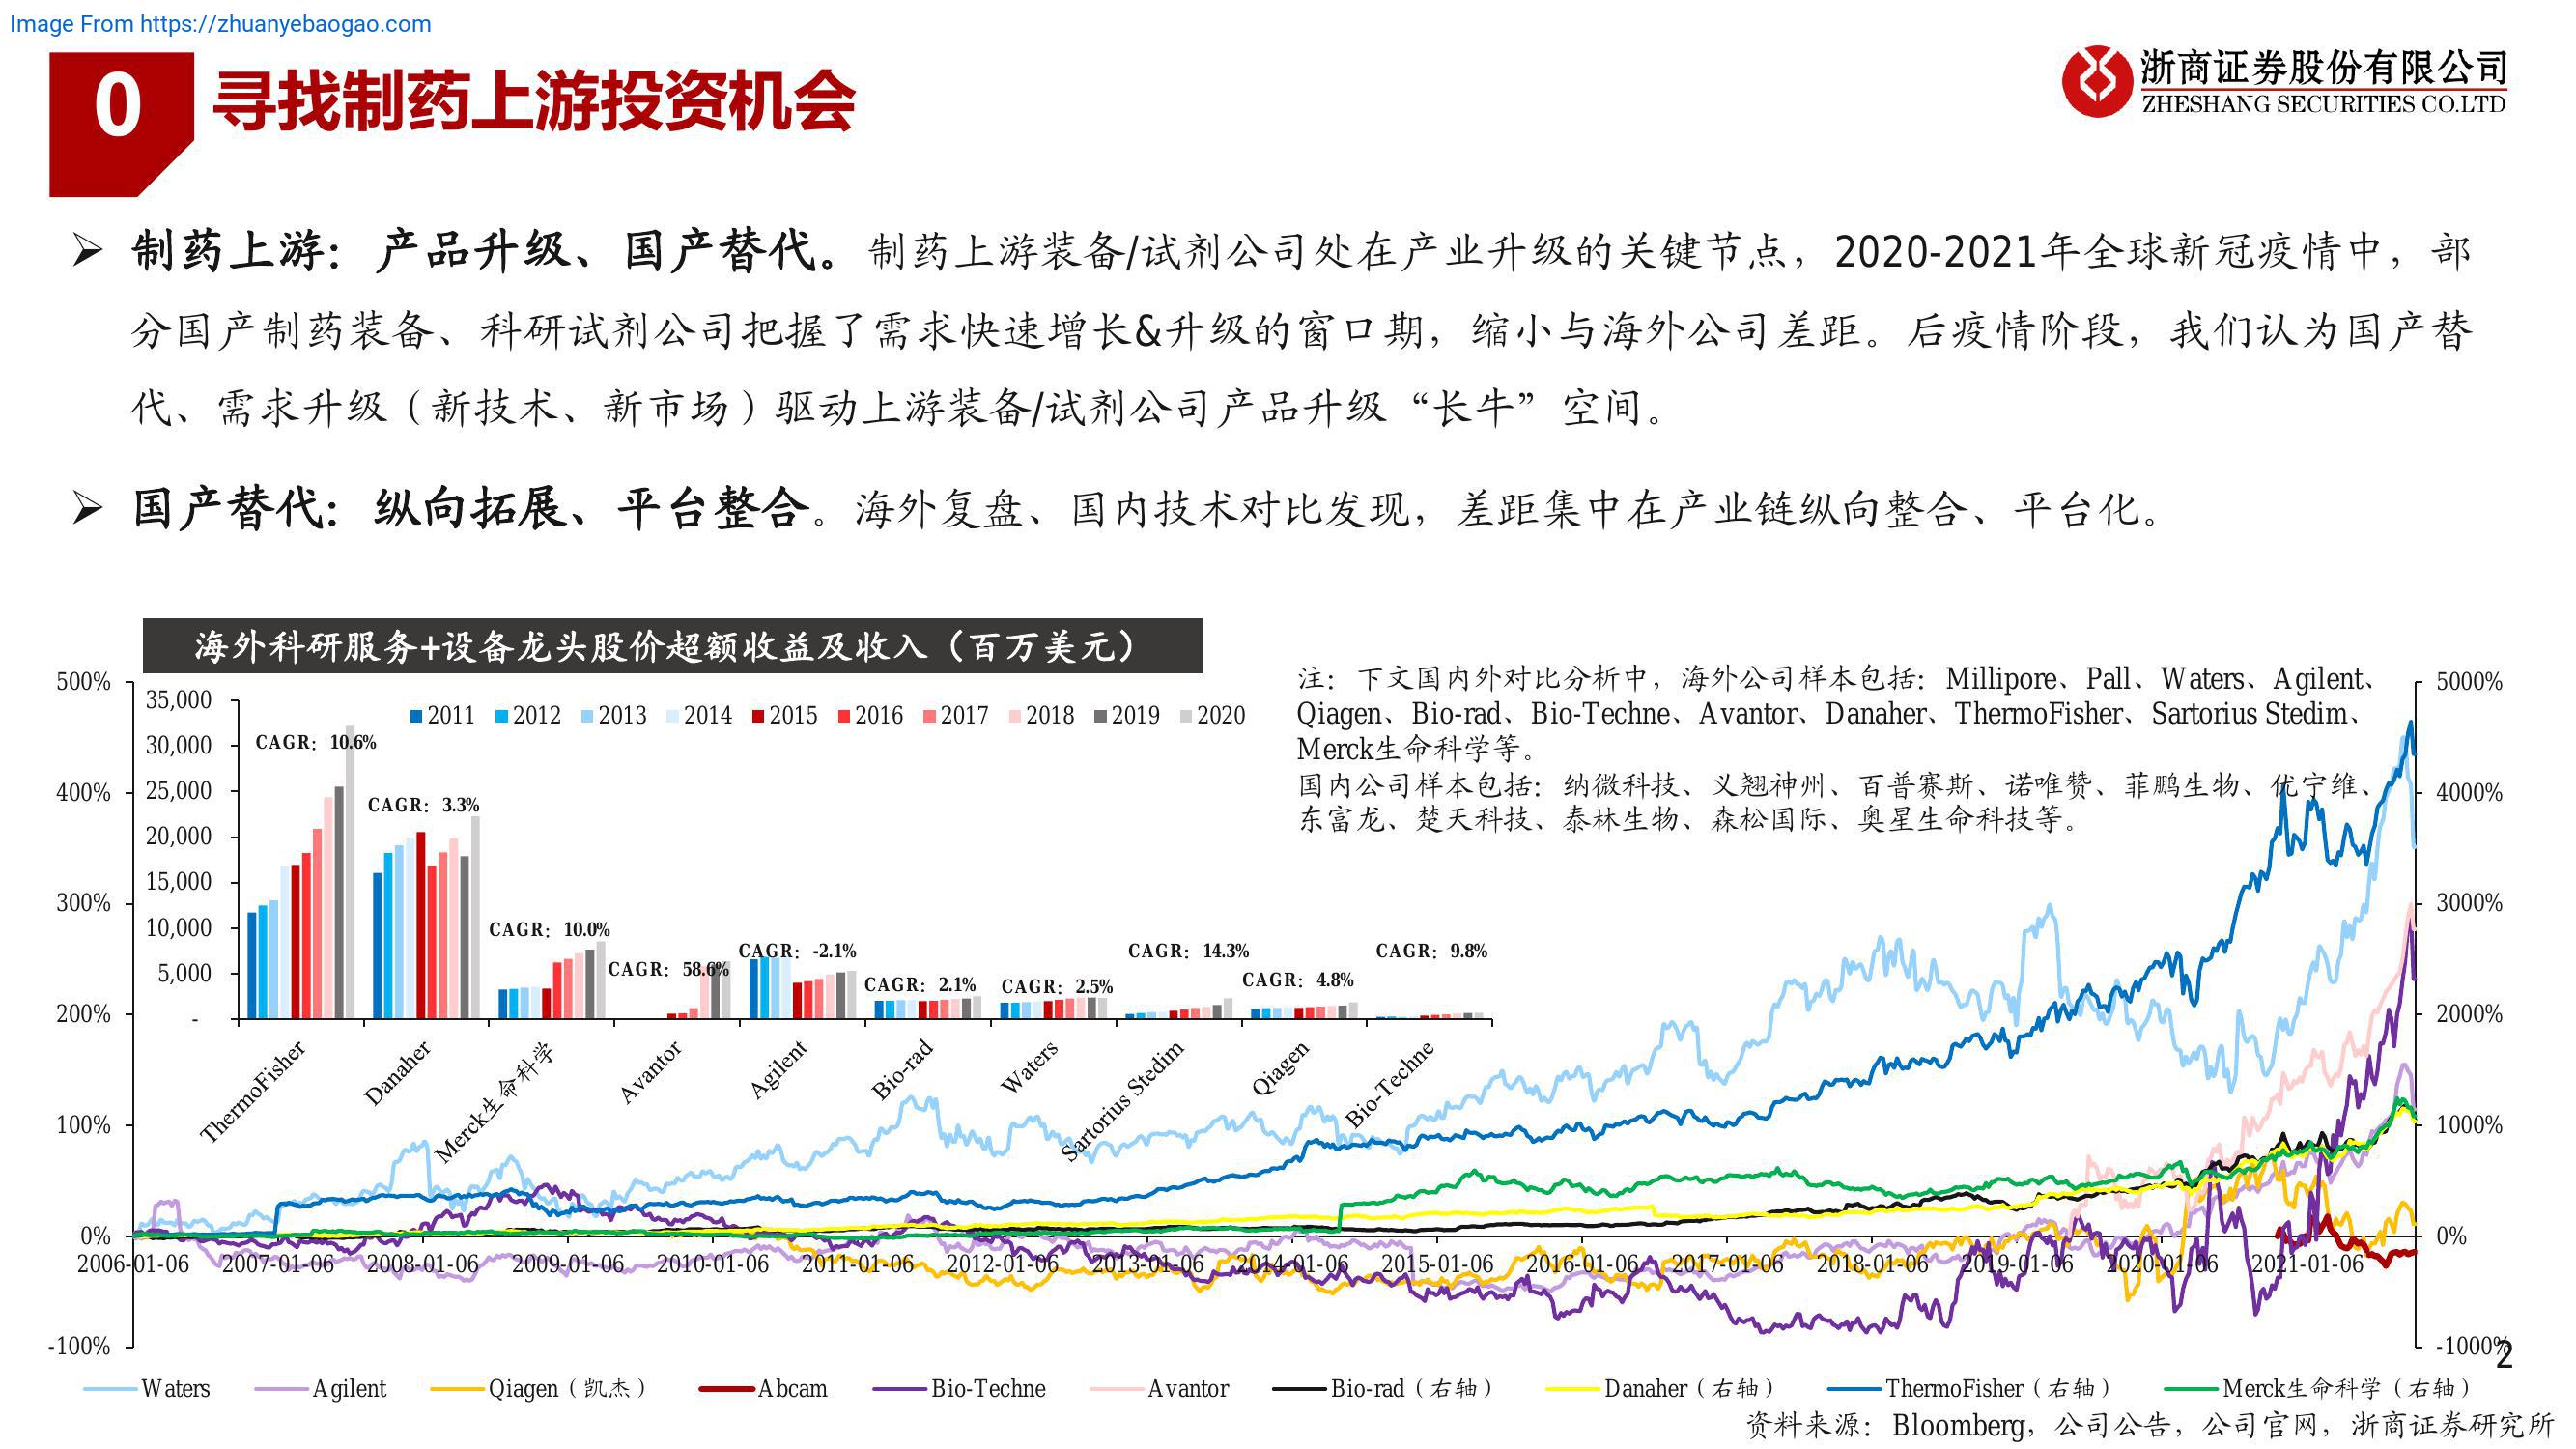 Image From https://zhuanyebaogao.com
0
寻找制药上游投资机会
浙商证券股份有限公司
ZHESHANG SECURITIES CO.LTD
制药上游：产品升级、国产替代。制药上游装备/试剂公司处在产业升级的关键节点，2020-2021年全球新冠疫情中，部
分国产制药装备、科研试剂公司把握了需求快速增长&升级的窗口期，缩小与海外公司差距。后疫情阶段，我们认为国产替
代、需求升级（新技术、新市场）驱动上游装备/试剂公司产品升级“长牛”空间。
国产替代：纵向拓展、平台整合。海外复盘、国内技术对比发现，差距集中在产业链纵向整合、平台化。
海外科研服务+设备龙头股价超额收益及收入（百万美元）
注：下文国内外对比分析中，海外公司样本包括：Millipore、Pall、Waters、Agilent、
Qiagen、Bio-rad、Bio-Techne、Avantor、Danaher、ThermoFisher、Sartorius Stedim、
Merck生命科学等。
国内公司样本包括：纳微科技、义翘神州、百普赛斯、诺唯赞、菲鹏生物、优宁维、
东富龙、楚天科技、泰林生物、森松国际、奥星生命科技等。
500%
400%
300%
200%
100%
0%
-100%
35,000
30,000
25,000
20,000
15,000
10,000
5,000
-
2011 2012 2013 2014 2015 2016 2017 2018 2019 2020
CAGR：10.6%
CAGR：3.3%
CAGR：10.0%
CAGR：58.6%
CAGR：-2.1%
CAGR：2.1%
CAGR：2.5%
CAGR：14.3%
CAGR：4.8%
CAGR：9.8%
ThermoFisher
Danaher
Merck生命科学
Avantor
Agilent
Bio-rad
Waters
Sartorius Stedim
Qiagen
Bio-Techne
5000%
4000%
3000%
2000%
1000%
0%
-1000%
2006-01-06 2007-01-06 2008-01-06 2009-01-06 2010-01-06 2011-01-06 2012-01-06 2013-01-06 2014-01-06 2015-01-06 2016-01-06 2017-01-06 2018-01-06 2019-01-06 2020-01-06 2021-01-06
2
Waters Agilent Qiagen（凯杰） Abcam Bio-Techne Avantor Bio-rad（右轴） Danaher（右轴） ThermoFisher（右轴） Merck生命科学（右轴）
资料来源：Bloomberg，公司公告，公司官网，浙商证券研究所